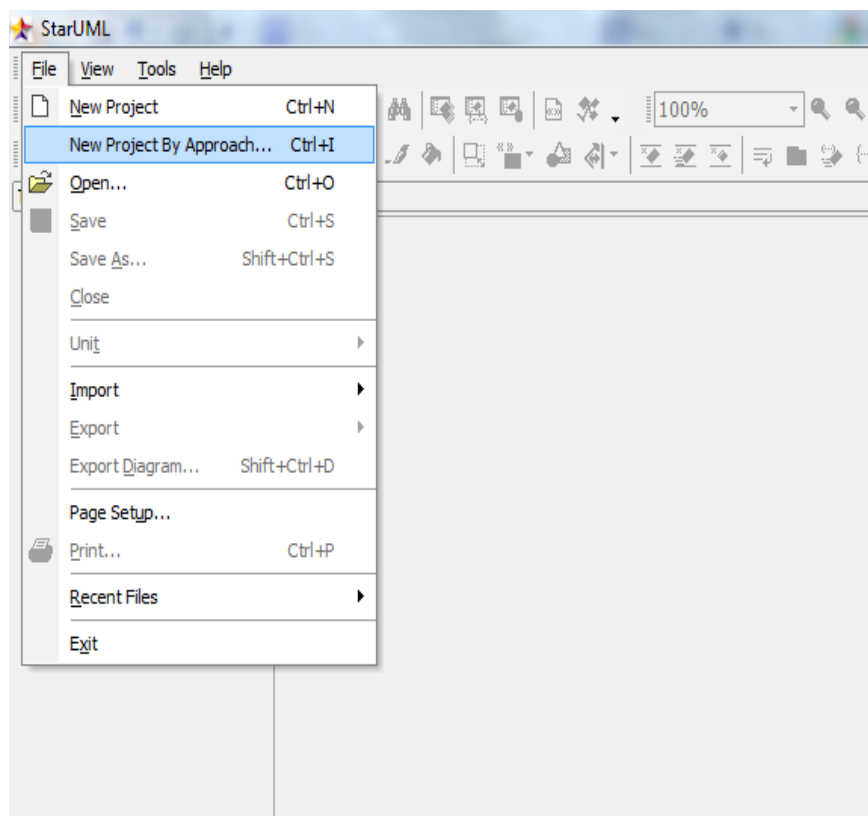 StarUML
File View Tools Help
New Project Ctrl+N
100%
New Project By Approach... Ctrl+I
Open... Ctrl+O
Save Ctrl+S
Save As... Shift+Ctrl+S
Close
Unit
Import
Export
Export Diagram... Shift+Ctrl+D
Page Setup...
Print... Ctrl+P
Recent Files
Exit